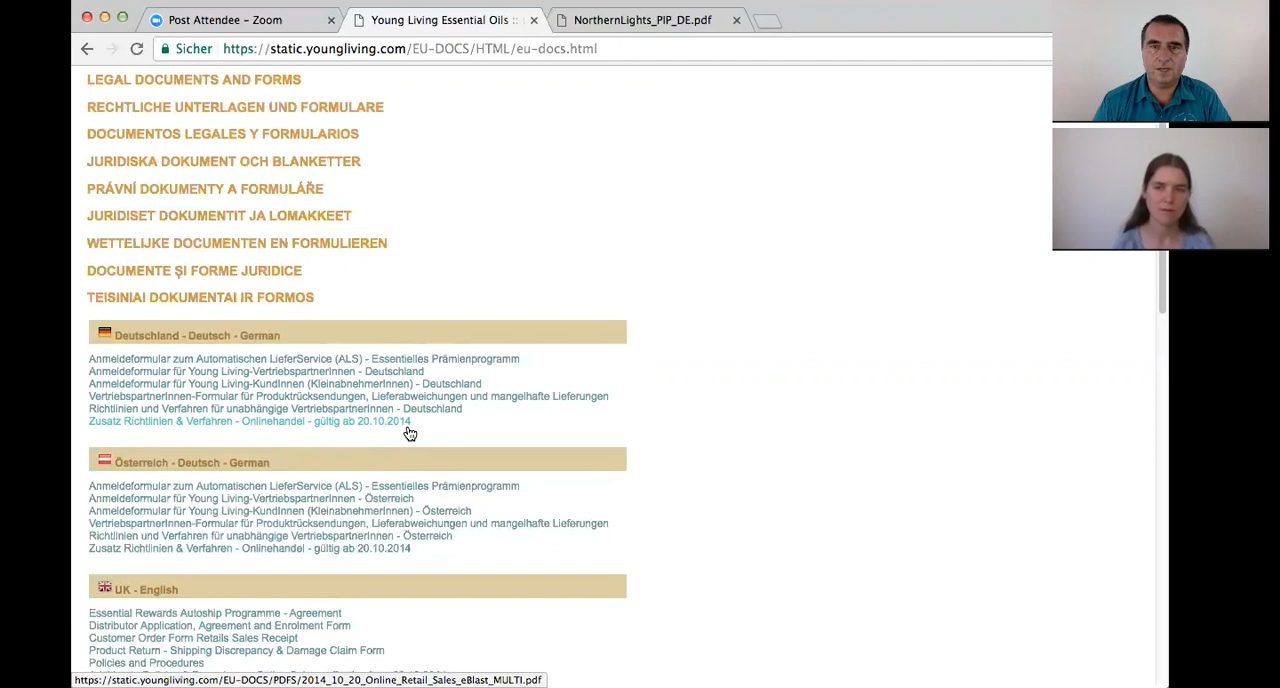 Post Attendee - Zoom
Young Living Essential Oils ::
NorthernLights_PIP_DE.pdf
Sicher https://static.youngliving.com/EU-DOCS/HTML/eu-docs.html
LEGAL DOCUMENTS AND FORMS
RECHTLICHE UNTERLAGEN UND FORMULARE
DOCUMENTOS LEGALES Y FORMULARIOS
JURIDISKA DOKUMENT OCH BLANKETTER
PRÁVNÍ DOKUMENTY A FORMULÁŘE
JURIDISET DOKUMENTIT JA LOMAKKEET
WETTELIJKE DOCUMENTEN EN FORMULIEREN
DOCUMENTE ȘI FORME JURIDICE
TEISINIAI DOKUMENTAI IR FORMOS
Deutschland - Deutsch - German
Anmeldeformular zum Automatischen LieferService (ALS) - Essentielles Prämienprogramm
Anmeldeformular für Young Living-VertriebspartnerInnen - Deutschland
Anmeldeformular für Young Living-KundInnen (KleinabnehmerInnen) - Deutschland
VertriebspartnerInnen-Formular für Produktrücksendungen, Lieferabweichungen und mangelhafte Lieferungen
Richtlinien und Verfahren für unabhängige VertriebspartnerInnen - Deutschland
Zusatz Richtlinien & Verfahren - Onlinehandel - gültig ab 20.10.2014
Österreich - Deutsch - German
Anmeldeformular zum Automatischen LieferService (ALS) - Essentielles Prämienprogramm
Anmeldeformular für Young Living-VertriebspartnerInnen - Österreich
Anmeldeformular für Young Living-KundInnen (KleinabnehmerInnen) - Österreich
VertriebspartnerInnen-Formular für Produktrücksendungen, Lieferabweichungen und mangelhafte Lieferungen
Richtlinien und Verfahren für unabhängige VertriebspartnerInnen - Österreich
Zusatz Richtlinien & Verfahren - Onlinehandel - gültig ab 20.10.2014
UK - English
Essential Rewards Autoship Programme - Agreement
Distributor Application, Agreement and Enrolment Form
Customer Order Form Retails Sales Receipt
Product Return - Shipping Discrepancy & Damage Claim Form
Policies and Procedures
https://static.youngliving.com/EU-DOCS/PDFS/2014_10_20_Online_Retail_Sales_eBlast_MULTI.pdf